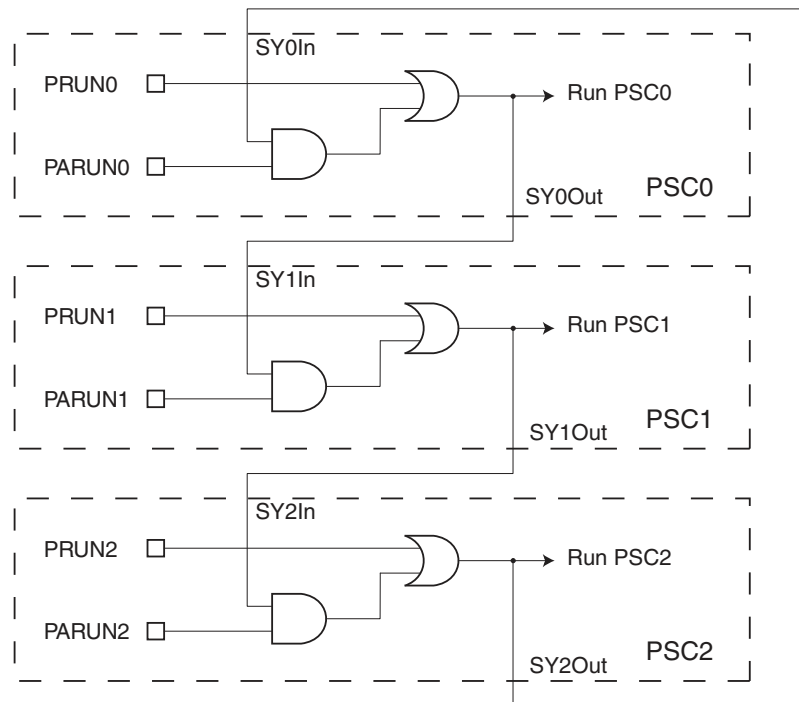 SY0In
PRUN0
Run PSC0
PARUN0
PSC0
SY0Out
SY1In
PRUN1
Run PSC1
PARUN1
PSC1
SY1Out
SY2In
PRUN2
Run PSC2
PARUN2
PSC2
SY2Out